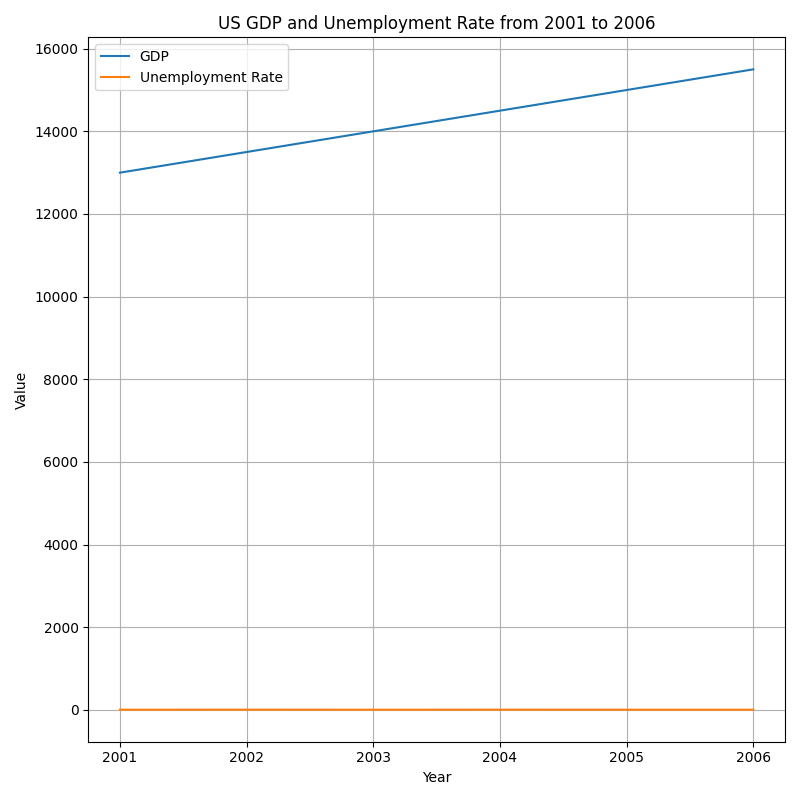 US GDP and Unemployment Rate from 2001 to 2006
GDP
Unemployment Rate
Value
16000
14000
12000
10000
8000
6000
4000
2000
0
2001 2002 2003 2004 2005 2006
Year